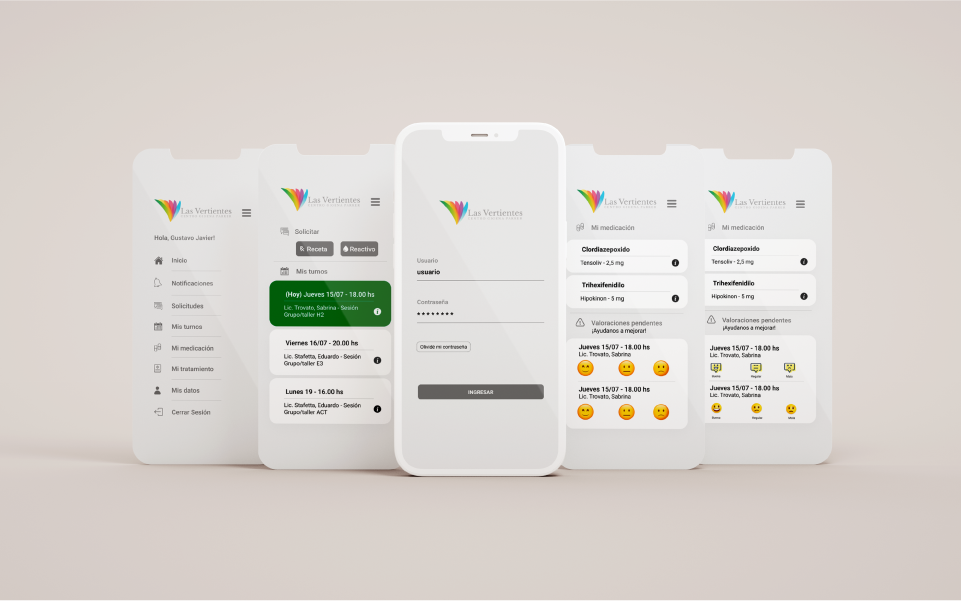 Las Vertientes
Hola, Gustavo Javier!
Inicio
Notificaciones
Solicitudes
Mis turnos
Mi medicación
Mi tratamiento
Mis datos
Cerrar Sesión
Las Vertientes
Solicitar
Receta
Reactivo
Mis turnos
(Hoy) Jueves 15/07 - 18.00 hs
Lic. Trovato, Sabrina - Sesión
Grupo/taller H2
Viernes 16/07 - 20.00 hs
Lic. Stafetta, Eduardo - Sesión
Grupo/taller E3
Lunes 19 - 16.00 hs
Lic. Stafetta, Eduardo - Sesión
Grupo/taller ACT
Las Vertientes
Usuario
usuario
Contraseña
********
Olvidé mi contraseña
INGRESAR
Las Vertientes
Mi medicación
Clordiazepoxido
Tensoliv - 2,5 mg
Trihexifenidilo
Hipokinon - 5 mg
Valoraciones pendentes
¡Ayudanos a mejorar!
Jueves 15/07 - 18.00 hs
Lic. Trovato, Sabrina
Jueves 15/07 - 18.00 hs
Lic. Trovato, Sabrina
Las Vertientes
Mi medicación
Clordiazepoxido
Tensoliv - 2,5 mg
Trihexifenidilo
Hipokinon - 5 mg
Valoraciones pendentes
¡Ayudanos a mejorar!
Jueves 15/07 - 18.00 hs
Lic. Trovato, Sabrina
Buena Regular Mala
Jueves 15/07 - 18.00 hs
Lic. Trovato, Sabrina
Buena Regular Mala